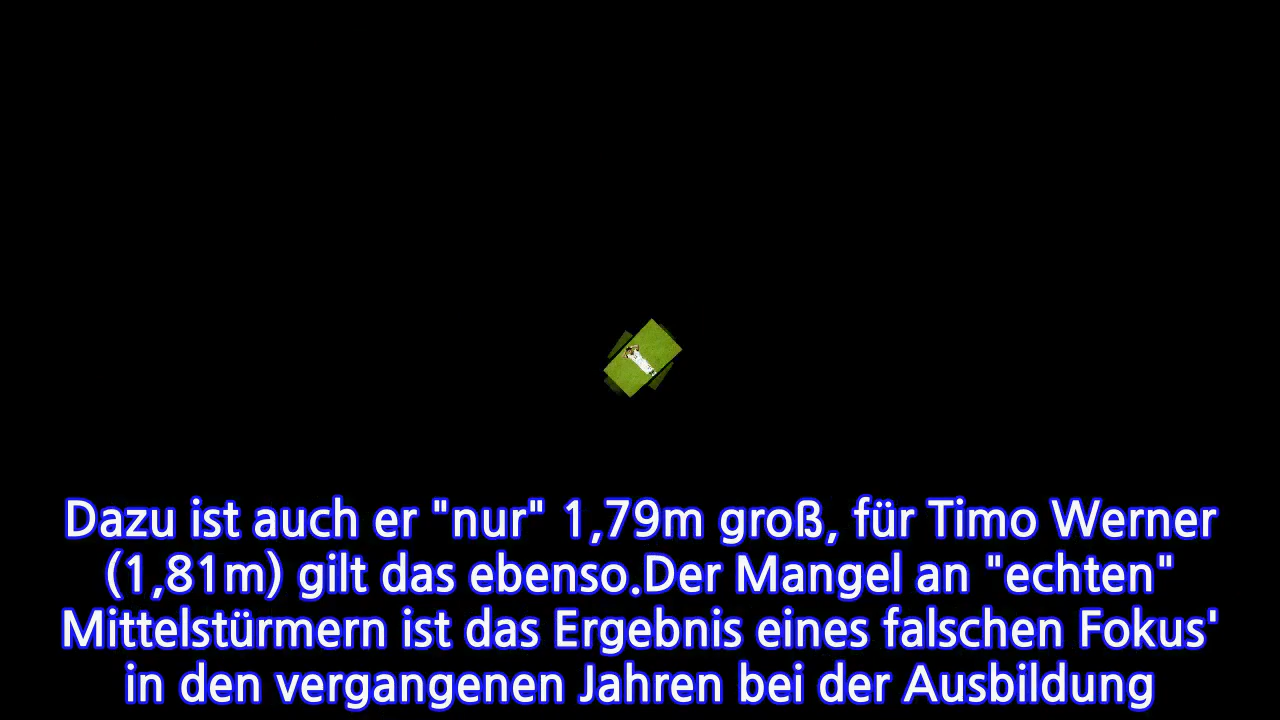 Dazu ist auch er "nur" 1,79m groß, für Timo Werner
(1,81m) gilt das ebenso.Der Mangel an "echten"
Mittelstürmern ist das Ergebnis eines falschen Fokus'
in den vergangenen Jahren bei der Ausbildung